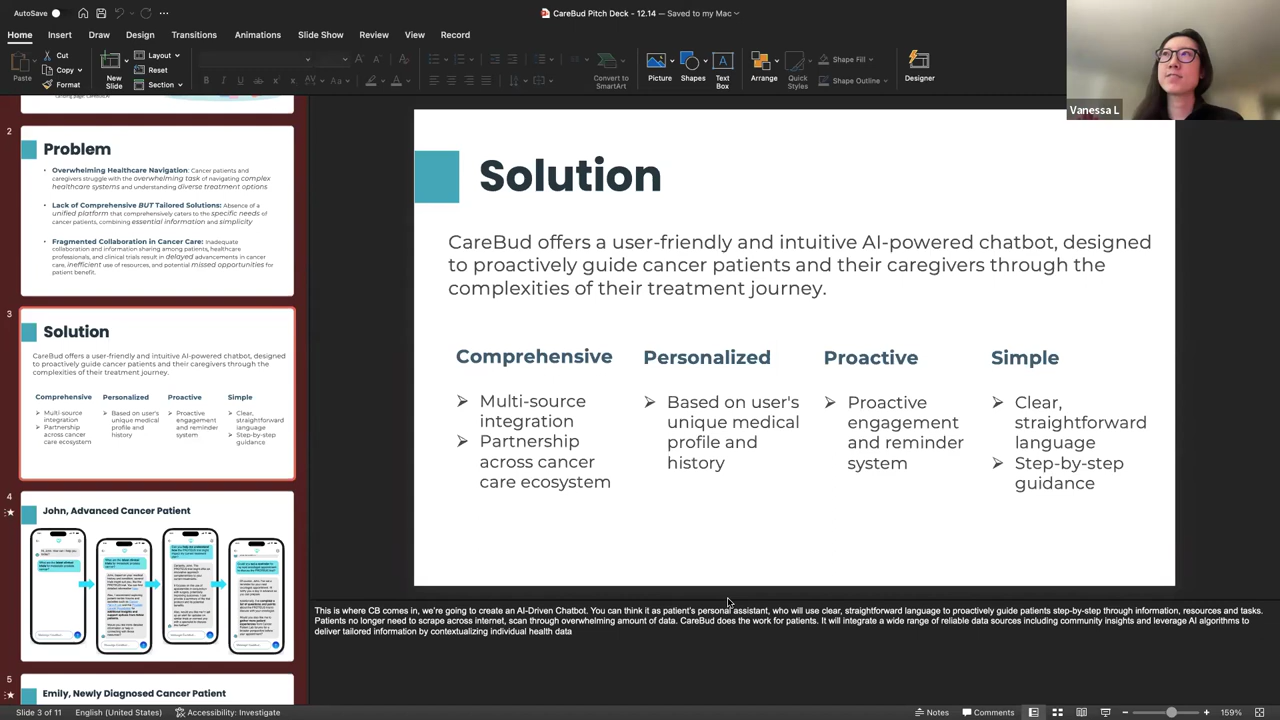 AutoSave
CareBud Pitch Deck - 12.14 — Saved to my Mac
Home Insert Draw Design Transitions Animations Slide Show Review View Record
Paste
Cut
Copy
Format
New Slide
Layout
Reset
Section
Convert to SmartArt
Picture
Shapes
Text Box
Arrange
Quick Styles
Shape Fill
Shape Outline
Designer
Vanessa L
2
Problem
• Overwhelming Healthcare Navigation: Cancer patients and
caregivers struggle with the overwhelming task of navigating complex
healthcare systems and understanding diverse treatment options
• Lack of Comprehensive BUT Tailored Solutions: Absence of a
unified platform that comprehensively caters to the specific needs of
cancer patients, combining essential information and simplicity
• Fragmented Collaboration in Cancer Care: Inadequate
collaboration and information sharing among patients, healthcare
professionals, and clinical trials result in delayed advancements in cancer
care, inefficient use of resources, and potential missed opportunities for
patient benefit.
3
Solution
CareBud offers a user-friendly and intuitive AI-powered chatbot, designed
to proactively guide cancer patients and their caregivers through the
complexities of their treatment journey.
Comprehensive Personalized Proactive Simple
Multi-source integration
Partnership across cancer care ecosystem
Based on user's unique medical profile and history
Proactive engagement and reminder system
Clear, straightforward language
Step-by-step guidance
4
John, Advanced Cancer Patient
5
Emily, Newly Diagnosed Cancer Patient
Solution
CareBud offers a user-friendly and intuitive AI-powered chatbot, designed
to proactively guide cancer patients and their caregivers through the
complexities of their treatment journey.
Comprehensive
➢ Multi-source
integration
➢ Partnership
across cancer
care ecosystem
Personalized
➢ Based on user's
unique medical
profile and
history
Proactive
➢ Proactive
engagement
and reminder
system
Simple
➢ Clear,
straightforward
language
➢ Step-by-step
guidance
This is where CB comes in. We're going to create an AI-Driven chatbot. You can see it as patient's personal assistant, who will use clear, straight forward language to proactively guide patients step-by-step through information, resources and tasks.
Patients no longer need to scrape across internet, scan through overwhelming amount of data. CareBud does the work for patients. It will integrate a wide range of reliable data sources including community insights and leverage AI algorithms to
deliver tailored information by contextualizing individual health data
Slide 3 of 11 English (United States) Accessibility: Investigate Notes Comments 159%